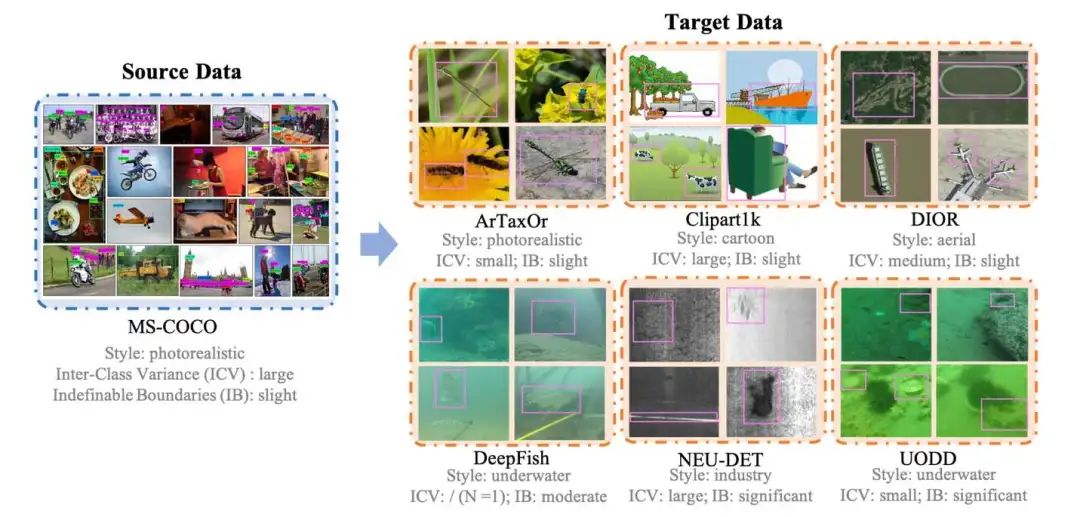 Source Data
MS-COCO
Style: photorealistic
Inter-Class Variance (ICV) : large
Indefinable Boundaries (IB): slight
Target Data
ArTaxOr
Style: photorealistic
ICV: small; IB: slight
Clipart1k
Style: cartoon
ICV: large; IB: slight
DIOR
Style: aerial
ICV: medium; IB: slight
DeepFish
Style: underwater
ICV: / (N =1); IB: moderate
NEU-DET
Style: industry
ICV: large; IB: significant
UODD
Style: underwater
ICV: small; IB: significant